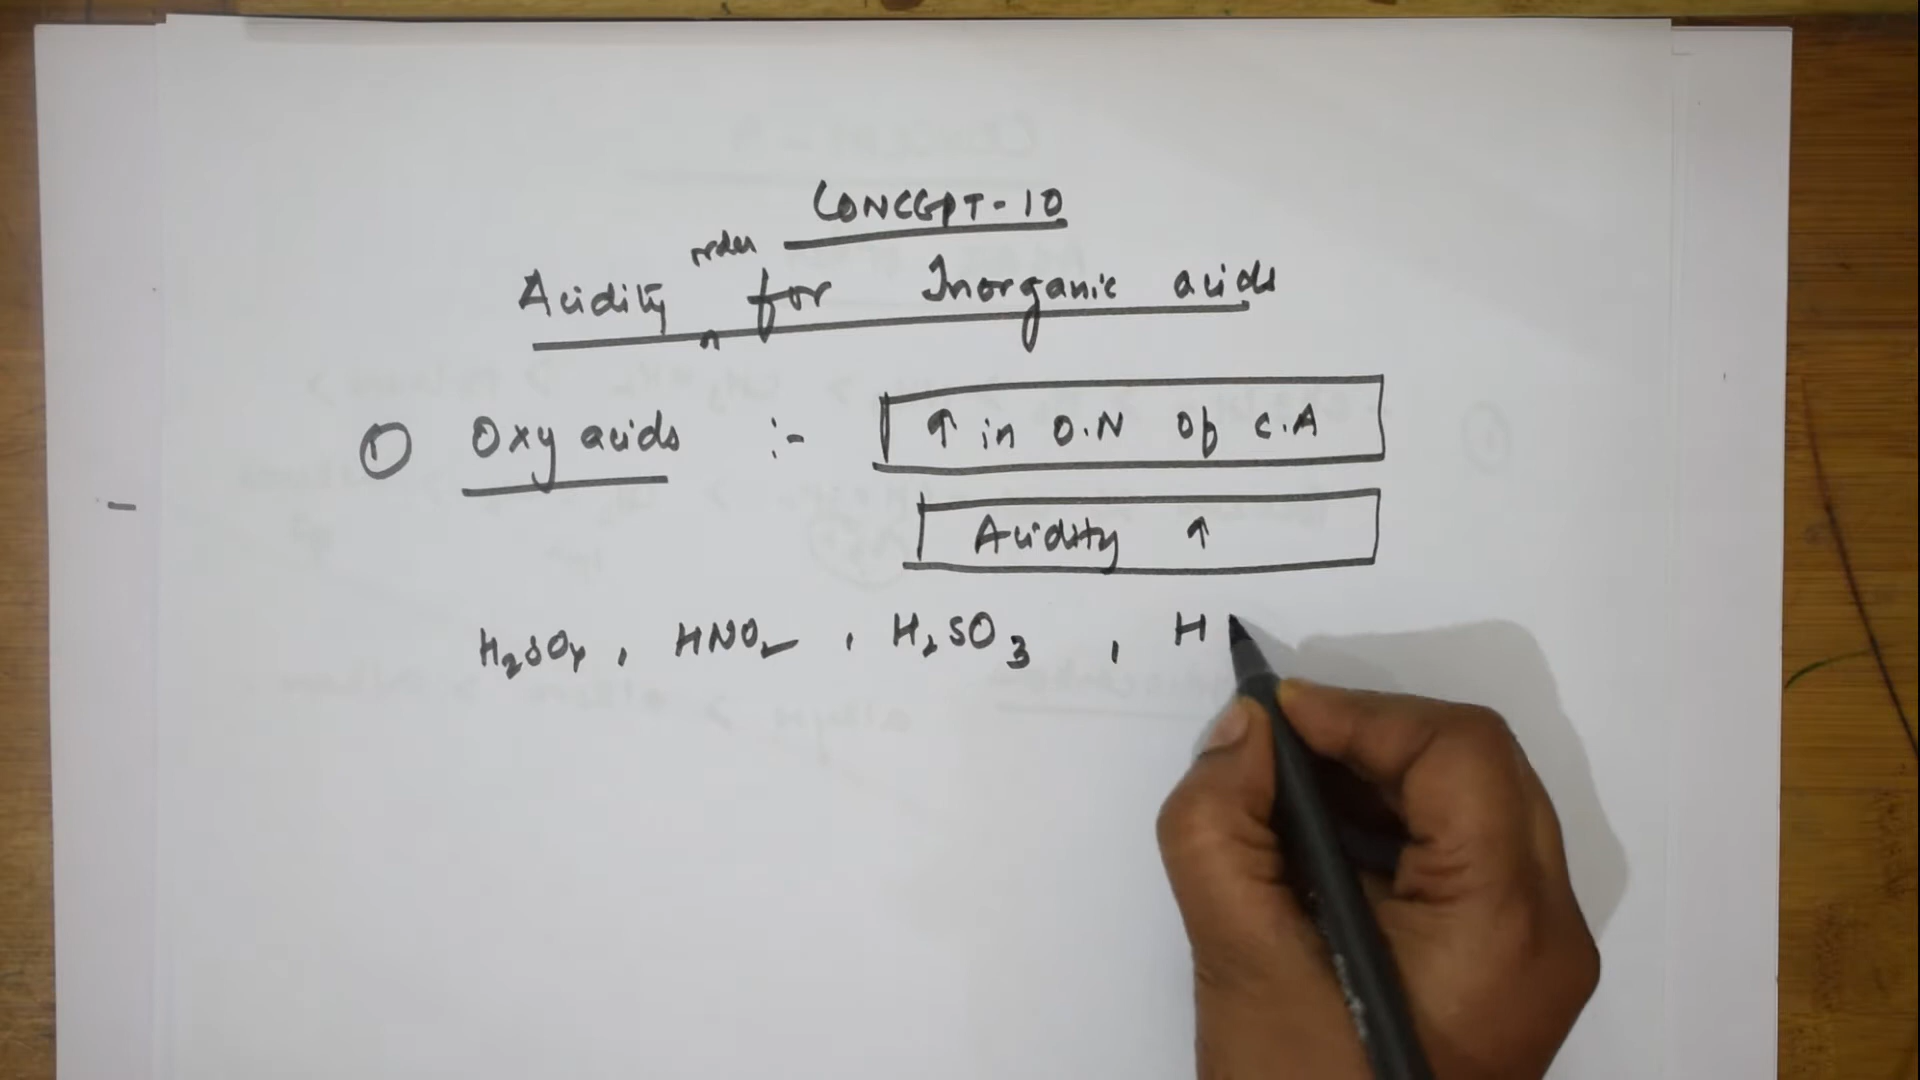 CONCEPT-10
Acidity order for Inorganic acids
① Oxy acids :- ↑ in O.N of C.A
Acidity ↑
H₂SO₄, HNO₂, H₂SO₃, H